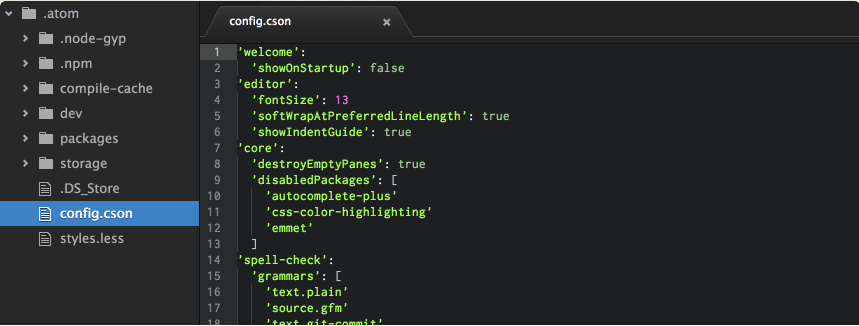 .atom
.node-gyp
.npm
compile-cache
dev
packages
storage
.DS_Store
config.cson
styles.less
config.cson ×
1 'welcome':
2 'showOnStartup': false
3 'editor':
4 'fontSize': 13
5 'softWrapAtPreferredLineLength': true
6 'showIndentGuide': true
7 'core':
8 'destroyEmptyPanes': true
9 'disabledPackages': [
10 'autocomplete-plus'
11 'css-color-highlighting'
12 'emmet'
13 ]
14 'spell-check':
15 'grammars': [
16 'text.plain'
17 'source.gfm'
18 'text.git-commit'